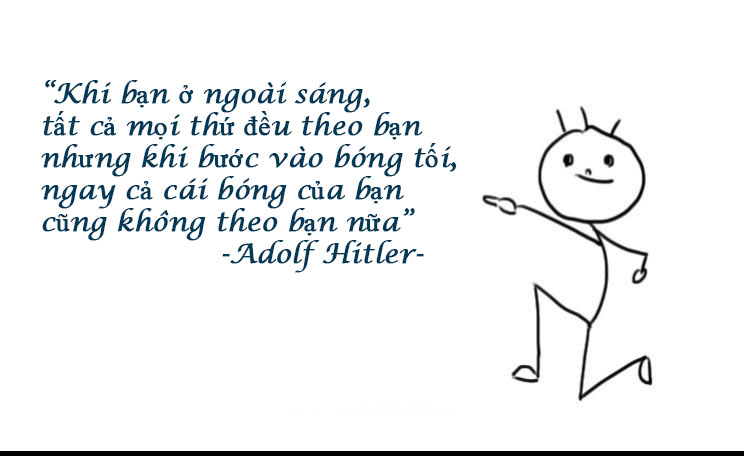 “Khi bạn ở ngoài sáng,
tất cả mọi thứ đều theo bạn
nhưng khi bước vào bóng tối,
ngay cả cái bóng của bạn
cũng không theo bạn nữa”
-Adolf Hitler-